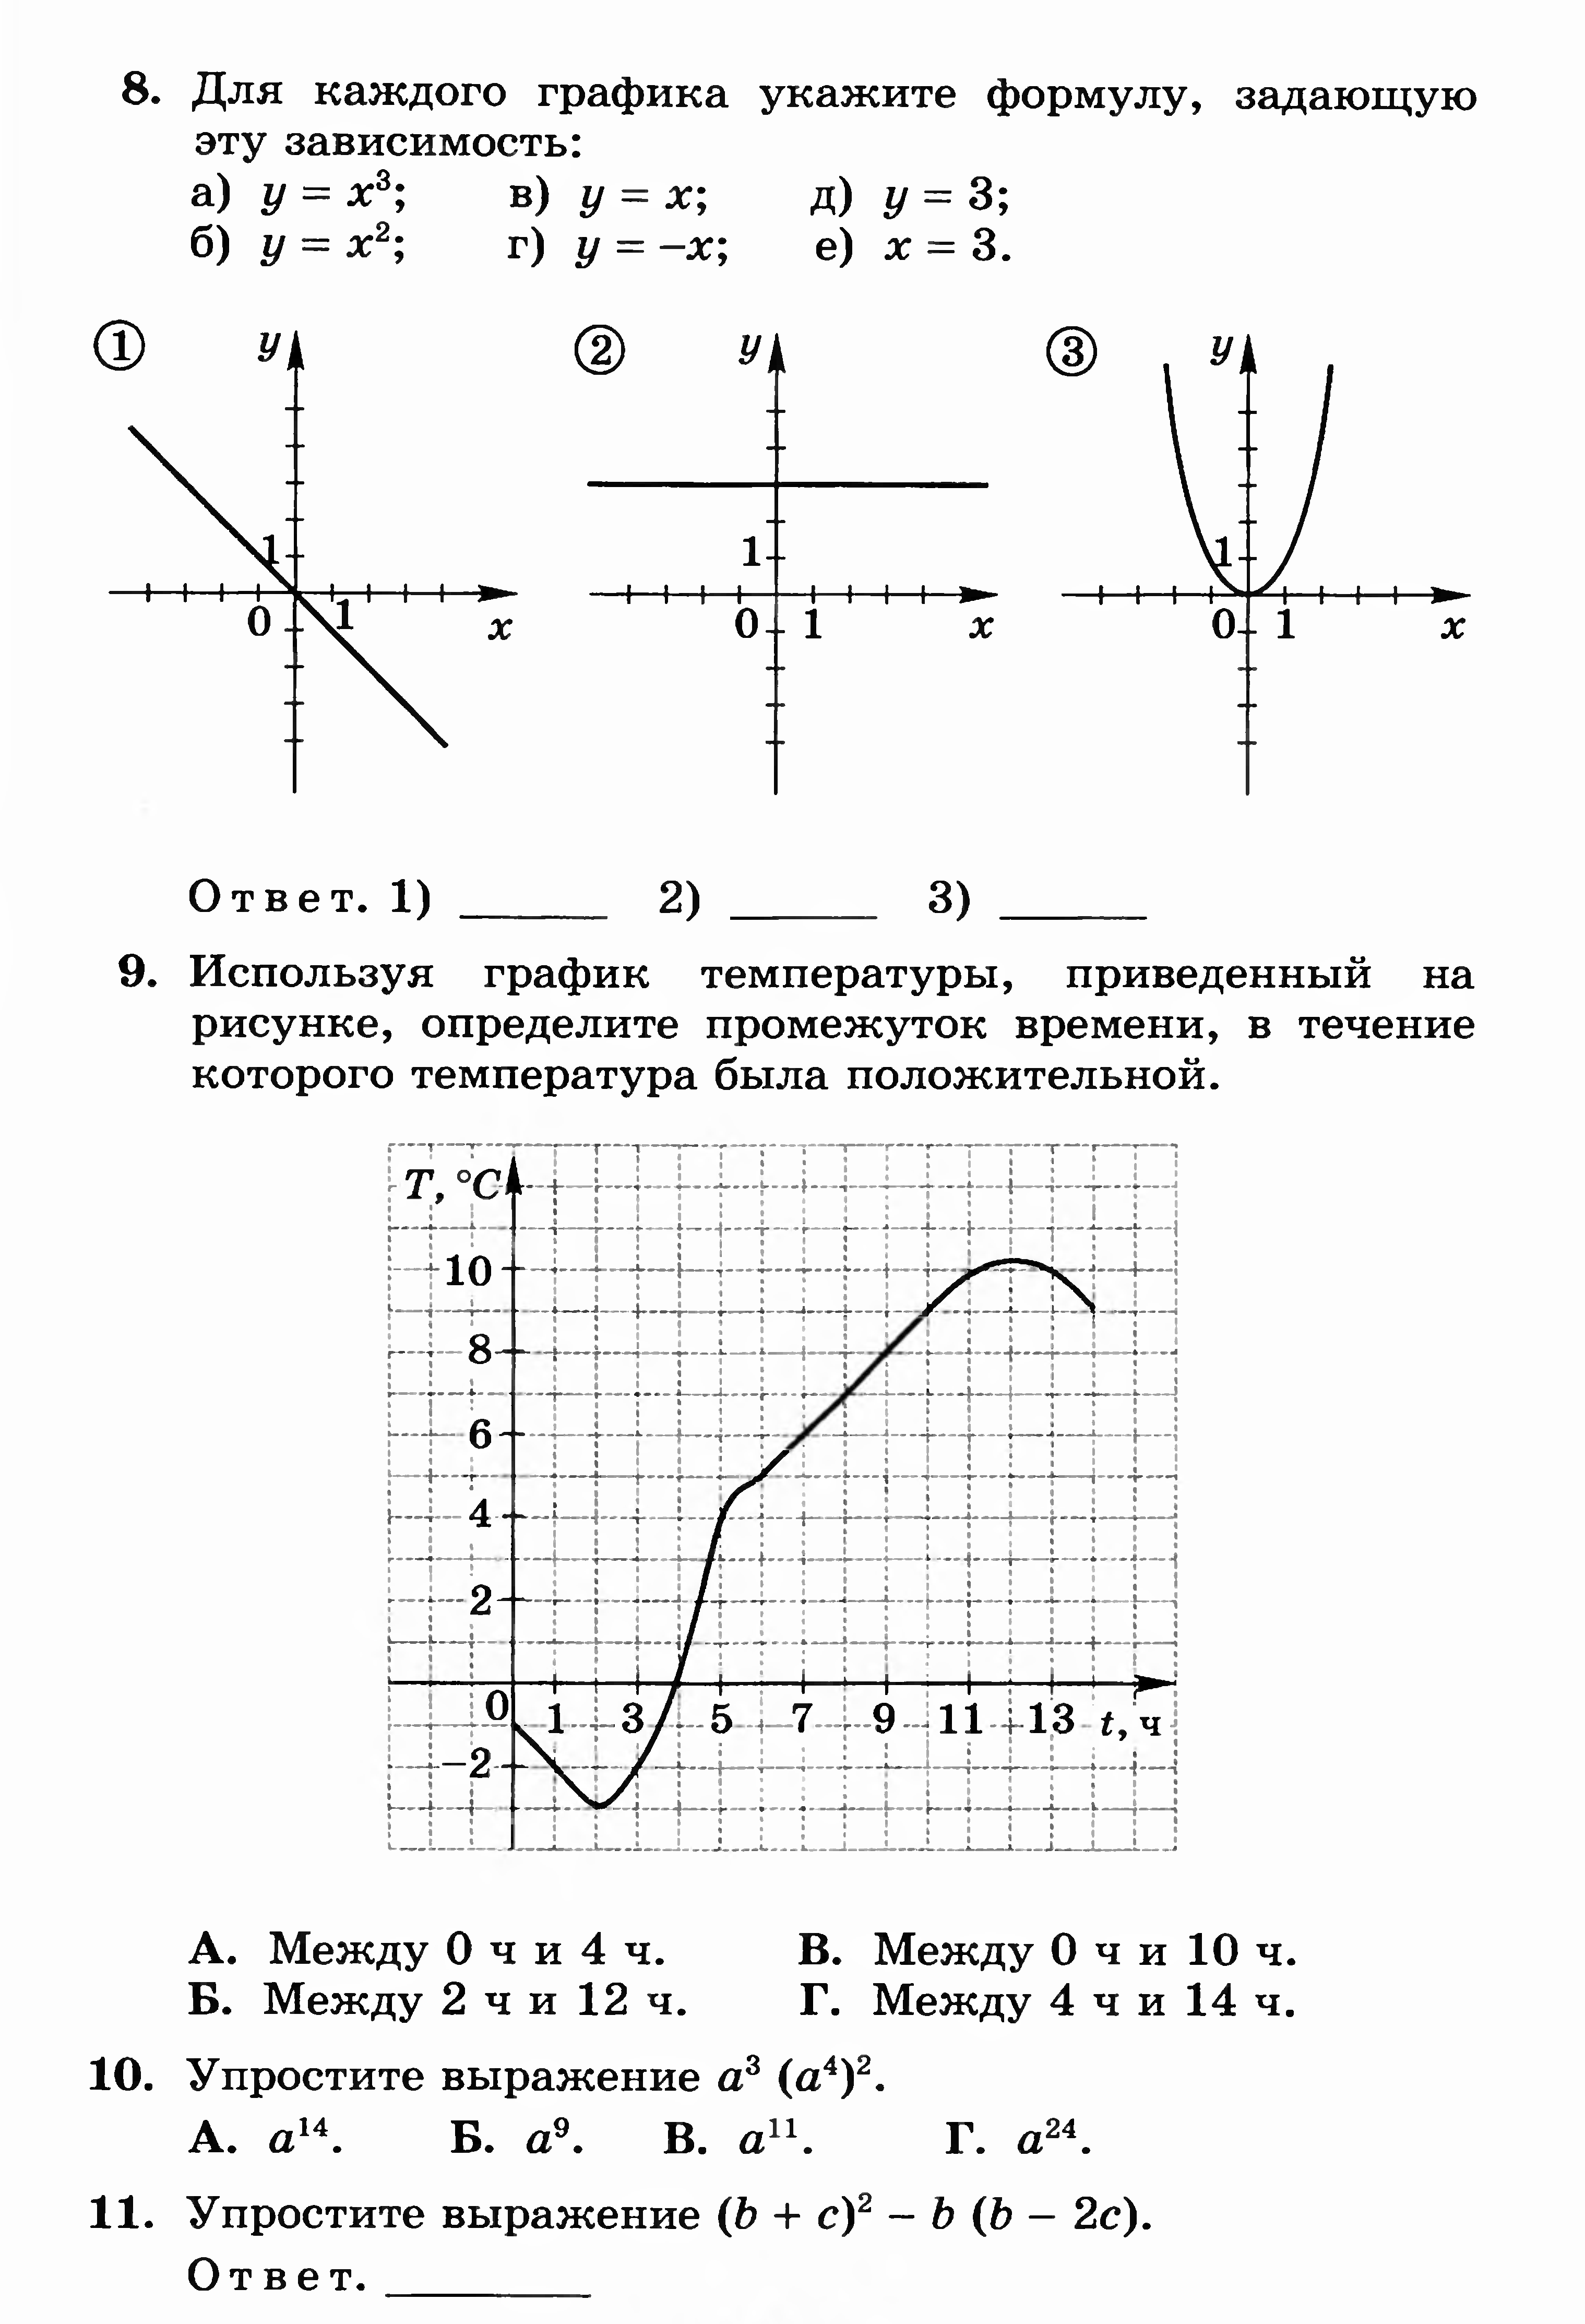 8. Для каждого графика укажите формулу, задающую
эту зависимость:
а) y = x³; в) y = x; д) y = 3;
б) y = x²; г) y = –x; е) x = 3.
① y ② y ③ y
1 1 1
0 1 x 0 1 x 0 1 x
Ответ. 1) ______ 2) ______ 3) ______
9. Используя график температуры, приведенный на
рисунке, определите промежуток времени, в течение
которого температура была положительной.
T, °C
10
8
6
4
2
0 1 3 5 7 9 11 13 t, ч
–2
А. Между 0 ч и 4 ч. В. Между 0 ч и 10 ч.
Б. Между 2 ч и 12 ч. Г. Между 4 ч и 14 ч.
10. Упростите выражение a³ (a⁴)².
А. a¹⁴. Б. a⁹. В. a¹¹. Г. a²⁴.
11. Упростите выражение (b + c)² – b (b – 2c).
Ответ. ________